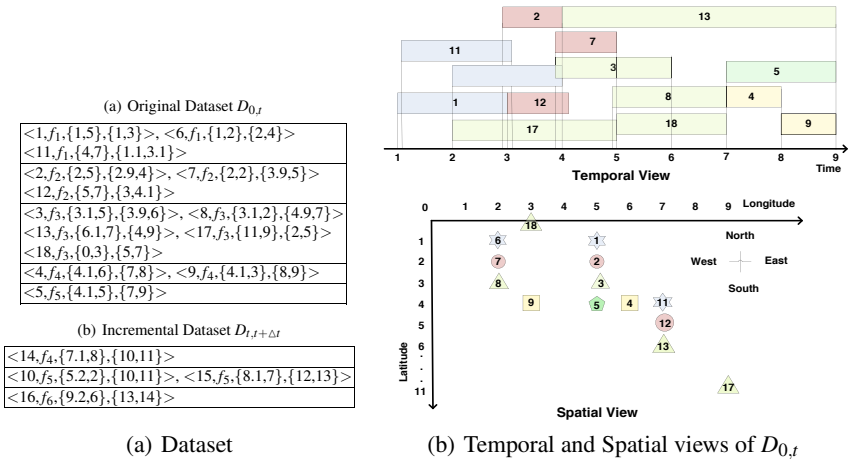 (a) Original Dataset D0,t
<1,f1,{1,5},{1,3}>, <6,f1,{1,2},{2,4}>
<11,f1,{4,7},{1.1,3.1}>
<2,f2,{2,5},{2.9,4}>, <7,f2,{2,2},{3.9,5}>
<12,f2,{5,7},{3,4.1}>
<3,f3,{3.1,5},{3.9,6}>, <8,f3,{3.1,2},{4.9,7}>
<13,f3,{6.1,7},{4,9}>, <17,f3,{11,9},{2,5}>
<18,f3,{0,3},{5,7}>
<4,f4,{4.1,6},{7,8}>, <9,f4,{4.1,3},{8,9}>
<5,f5,{4.1,5},{7,9}>
(b) Incremental Dataset Dt,t+△t
<14,f4,{7.1,8},{10,11}>
<10,f5,{5.2,2},{10,11}>, <15,f5,{8.1,7},{12,13}>
<16,f6,{9.2,6},{13,14}>
(a) Dataset
2 13
7
11
3
5
8 4
1 12
17 18 9
1 2 3 4 5 6 7 8 9
Time
Temporal View
0 1 2 3 4 5 6 7 8 9 Longitude
18
1 6 1 North
2 7 2 West East
3 8 3 South
4 9 5 4 11
5 12
6 13
.
.
11 17
Latitude
Spatial View
(b) Temporal and Spatial views of D0,t